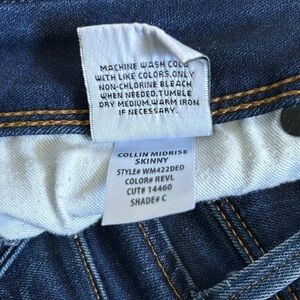 MACHINE WASH COLD
WITH LIKE COLORS.ONLY
NON-CHLORINE BLEACH
WHEN NEEDED.TUMBLE
DRY MEDIUM.WARM IRON
IF NECESSARY.
COLLIN MIDRISE
SKINNY
STYLE# WM422DED
COLOR# REVL
CUT# 14460
SHADE# C